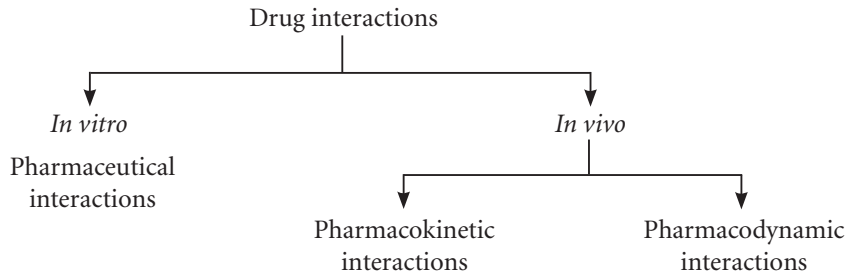 Drug interactions
In vitro
In vivo
Pharmaceutical
interactions
Pharmacokinetic
interactions
Pharmacodynamic
interactions